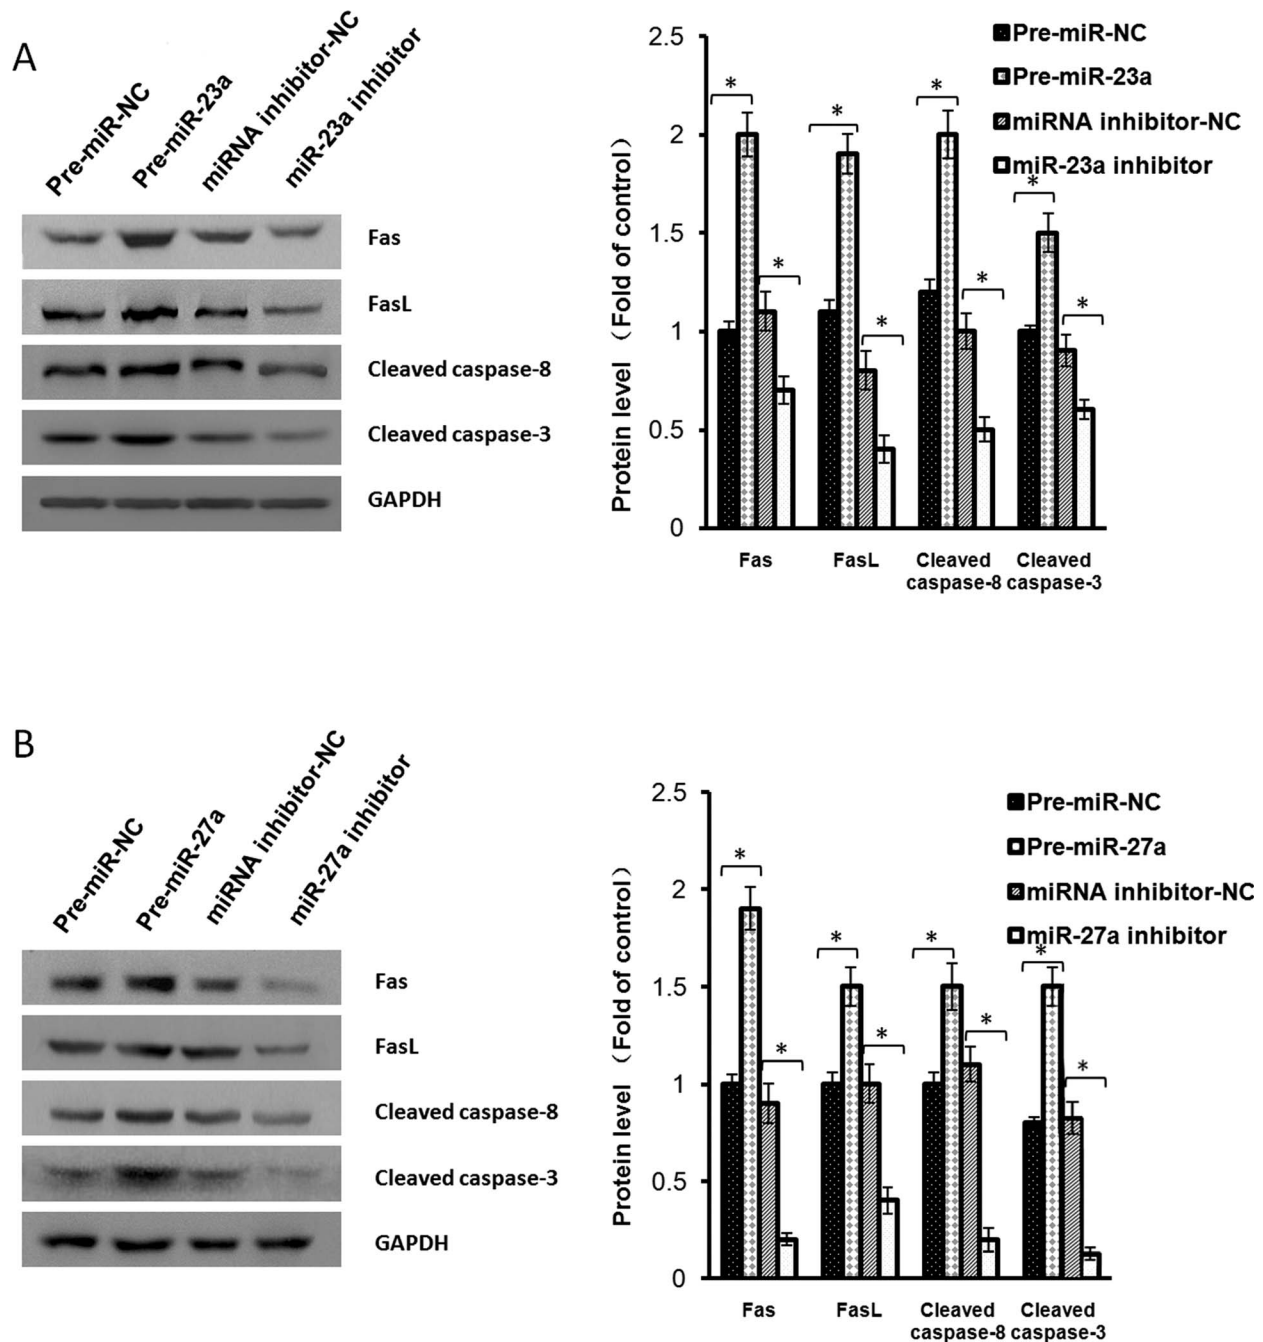 A
Pre-miR-NC
Pre-miR-23a
miRNA inhibitor-NC
miR-23a inhibitor
Fas
FasL
Cleaved caspase-8
Cleaved caspase-3
GAPDH
Protein level (Fold of control)
2.5
2
1.5
1
0.5
0
*
*
*
*
*
*
*
*
Pre-miR-NC
Pre-miR-23a
miRNA inhibitor-NC
miR-23a inhibitor
Fas
FasL
Cleaved
caspase-8
Cleaved
caspase-3
B
Pre-miR-NC
Pre-miR-27a
miRNA inhibitor-NC
miR-27a inhibitor
Fas
FasL
Cleaved caspase-8
Cleaved caspase-3
GAPDH
Protein level (Fold of control)
2.5
2
1.5
1
0.5
0
*
*
*
*
*
*
*
*
Pre-miR-NC
Pre-miR-27a
miRNA inhibitor-NC
miR-27a inhibitor
Fas
FasL
Cleaved
caspase-8
Cleaved
caspase-3